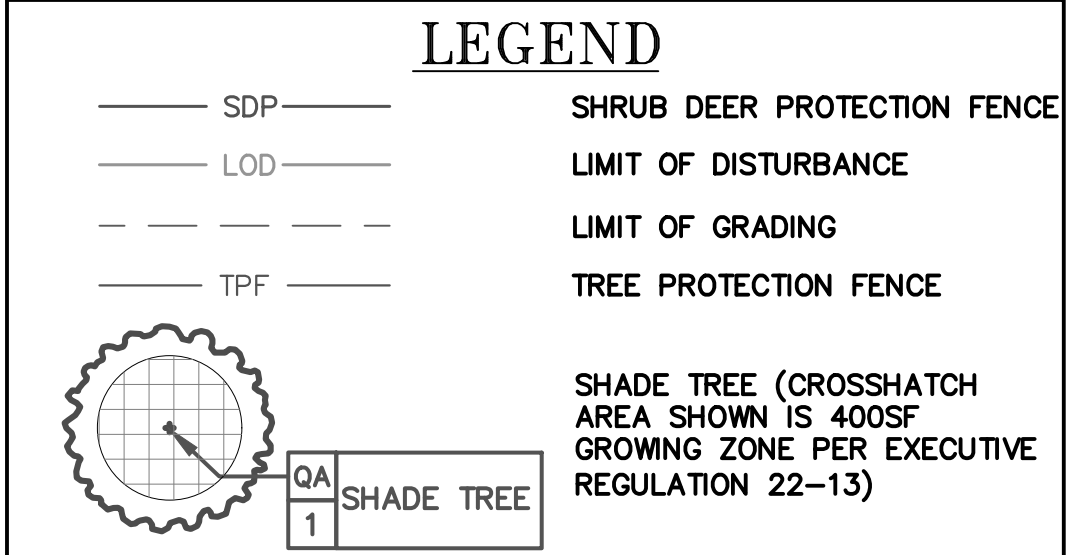 LEGEND
SDP SHRUB DEER PROTECTION FENCE
LOD LIMIT OF DISTURBANCE
LIMIT OF GRADING
TPF TREE PROTECTION FENCE
SHADE TREE (CROSSHATCH
AREA SHOWN IS 400SF
GROWING ZONE PER EXECUTIVE
REGULATION 22–13)
QA
1
SHADE TREE